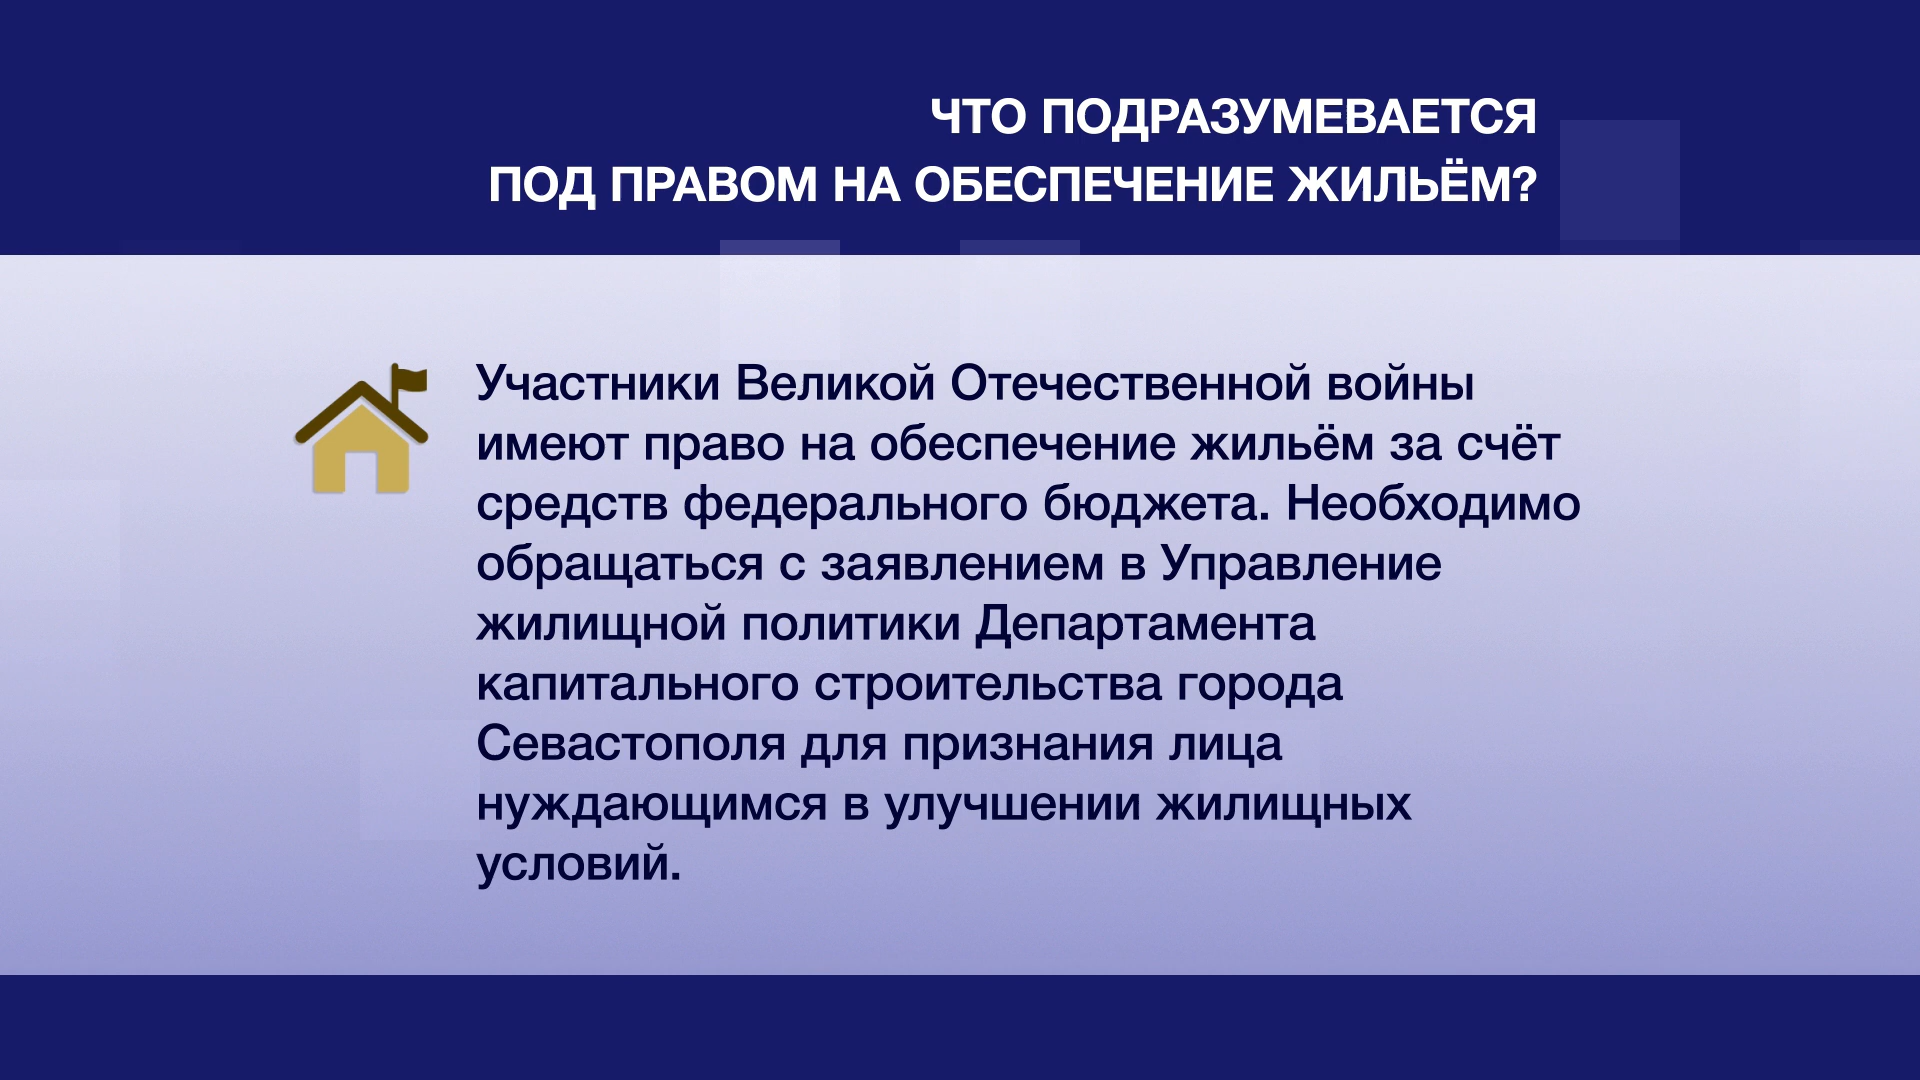 ЧТО ПОДРАЗУМЕВАЕТСЯ
ПОД ПРАВОМ НА ОБЕСПЕЧЕНИЕ ЖИЛЬЁМ?
Участники Великой Отечественной войны
имеют право на обеспечение жильём за счёт
средств федерального бюджета. Необходимо
обращаться с заявлением в Управление
жилищной политики Департамента
капитального строительства города
Севастополя для признания лица
нуждающимся в улучшении жилищных
условий.